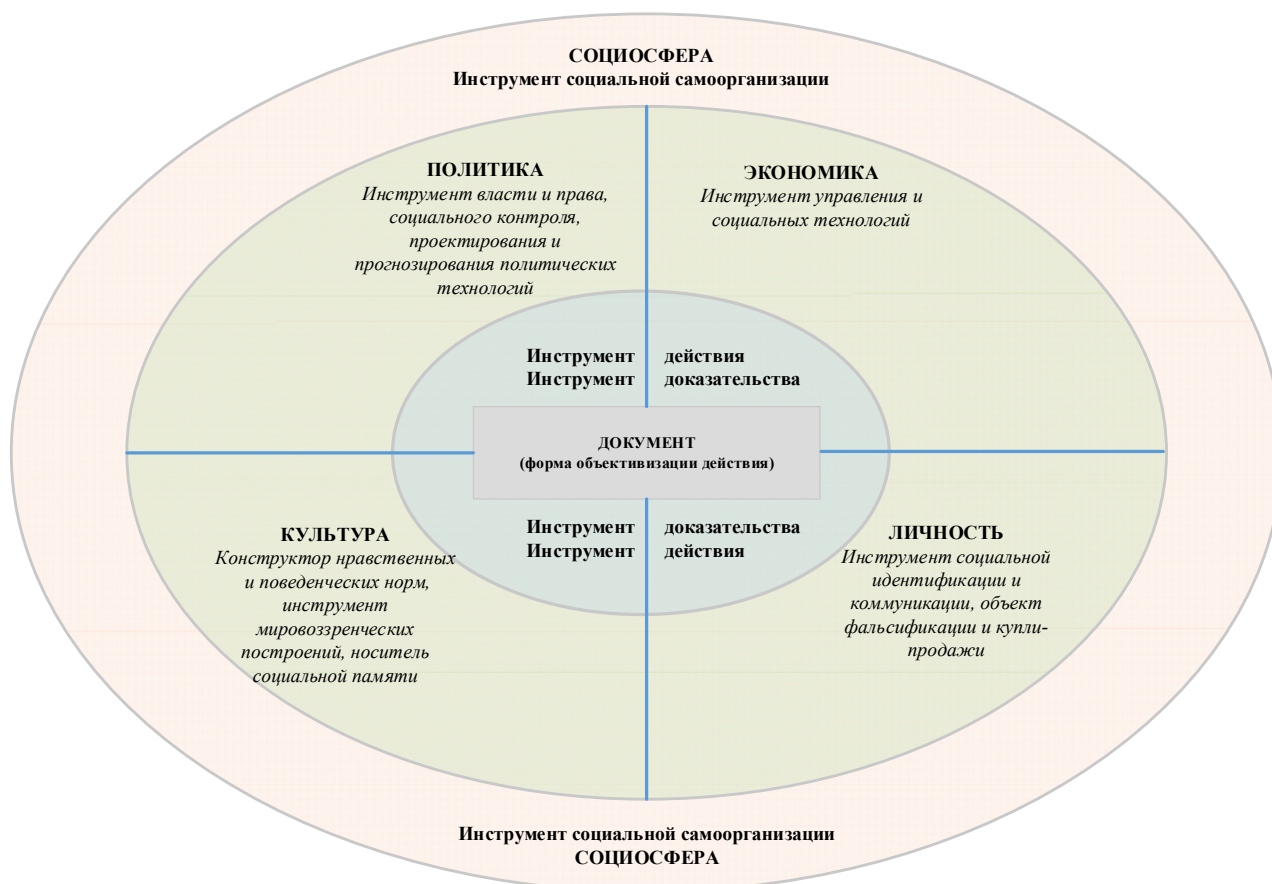 СОЦИОСФЕРА
Инструмент социальной самоорганизации
ПОЛИТИКА
Инструмент власти и права,
социального контроля,
проектирования и
прогнозирования политических
технологий
ЭКОНОМИКА
Инструмент управления и
социальных технологий
Инструмент действия
Инструмент доказательства
ДОКУМЕНТ
(форма объективизации действия)
Инструмент доказательства
Инструмент действия
КУЛЬТУРА
Конструктор нравственных
и поведенческих норм,
инструмент
мировоззренческих
построений, носитель
социальной памяти
ЛИЧНОСТЬ
Инструмент социальной
идентификации и
коммуникации, объект
фальсификации и купли-
продажи
Инструмент социальной самоорганизации
СОЦИОСФЕРА